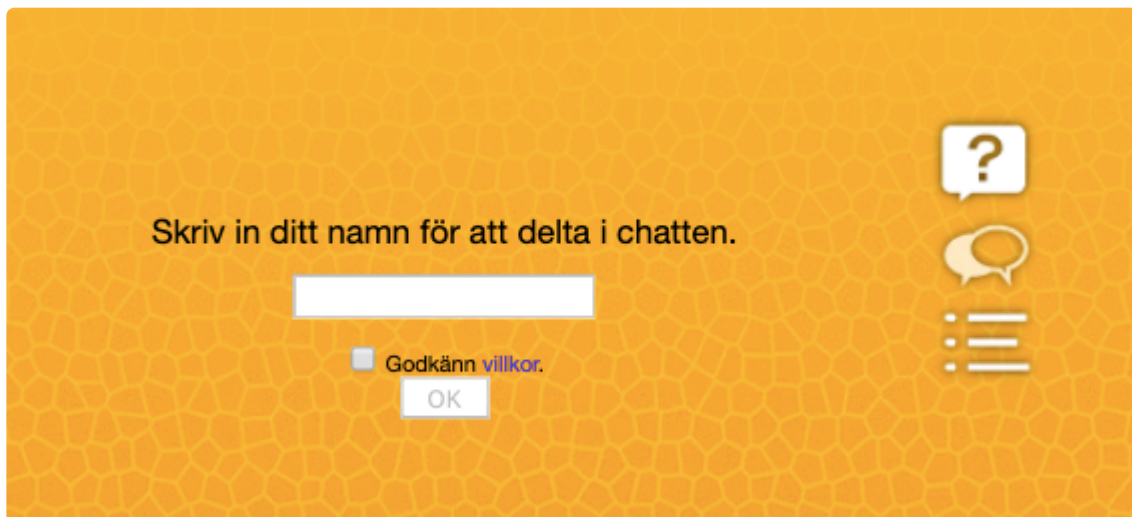 ?
Skriv in ditt namn för att delta i chatten.
Godkänn villkor.
OK